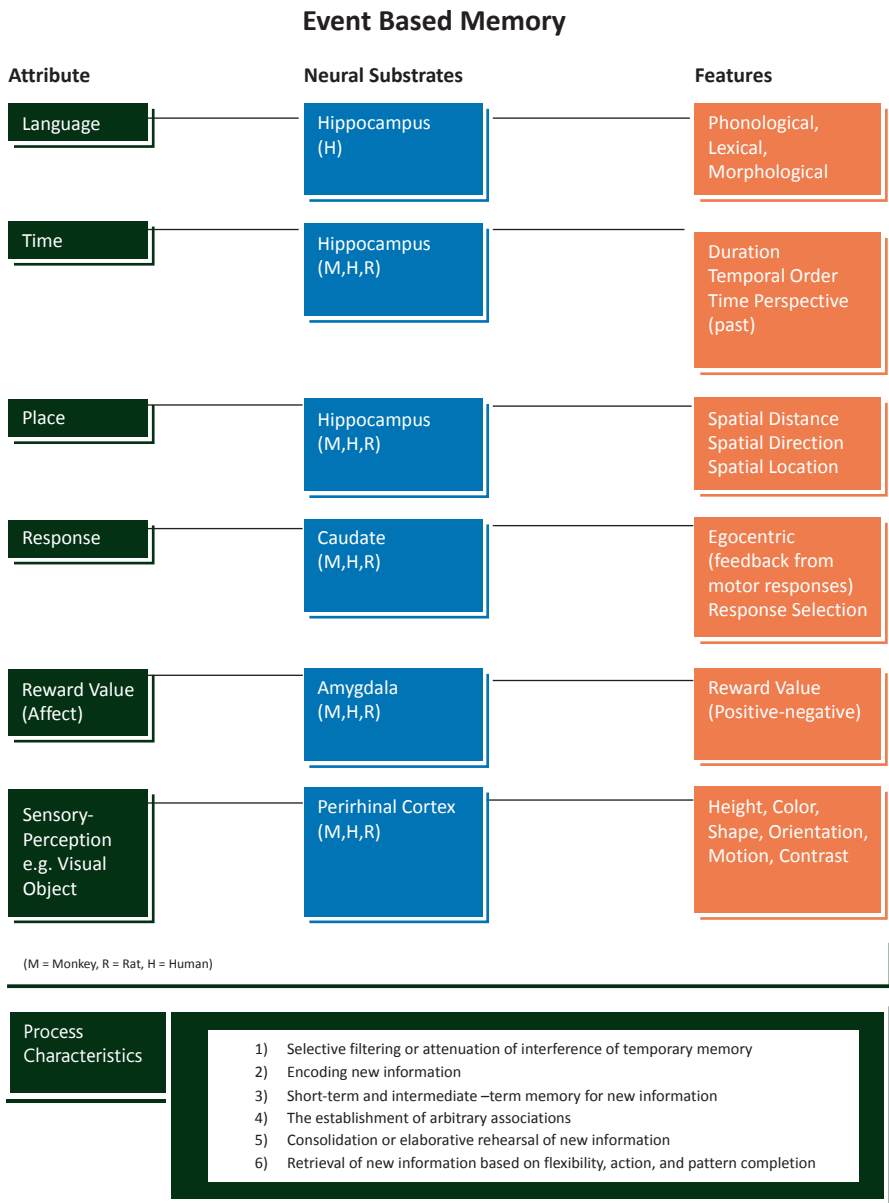 Event Based Memory
Attribute
Neural Substrates
Features
Language
Hippocampus
(H)
Phonological,
Lexical,
Morphological
Time
Hippocampus
(M,H,R)
Duration
Temporal Order
Time Perspective
(past)
Place
Hippocampus
(M,H,R)
Spatial Distance
Spatial Direction
Spatial Location
Response
Caudate
(M,H,R)
Egocentric
(feedback from
motor responses)
Response Selection
Reward Value
(Affect)
Amygdala
(M,H,R)
Reward Value
(Positive-negative)
Sensory-
Perception
e.g. Visual
Object
Perirhinal Cortex
(M,H,R)
Height, Color,
Shape, Orientation,
Motion, Contrast
(M = Monkey, R = Rat, H = Human)
Process
Characteristics
1) Selective filtering or attenuation of interference of temporary memory
2) Encoding new information
3) Short-term and intermediate –term memory for new information
4) The establishment of arbitrary associations
5) Consolidation or elaborative rehearsal of new information
6) Retrieval of new information based on flexibility, action, and pattern completion